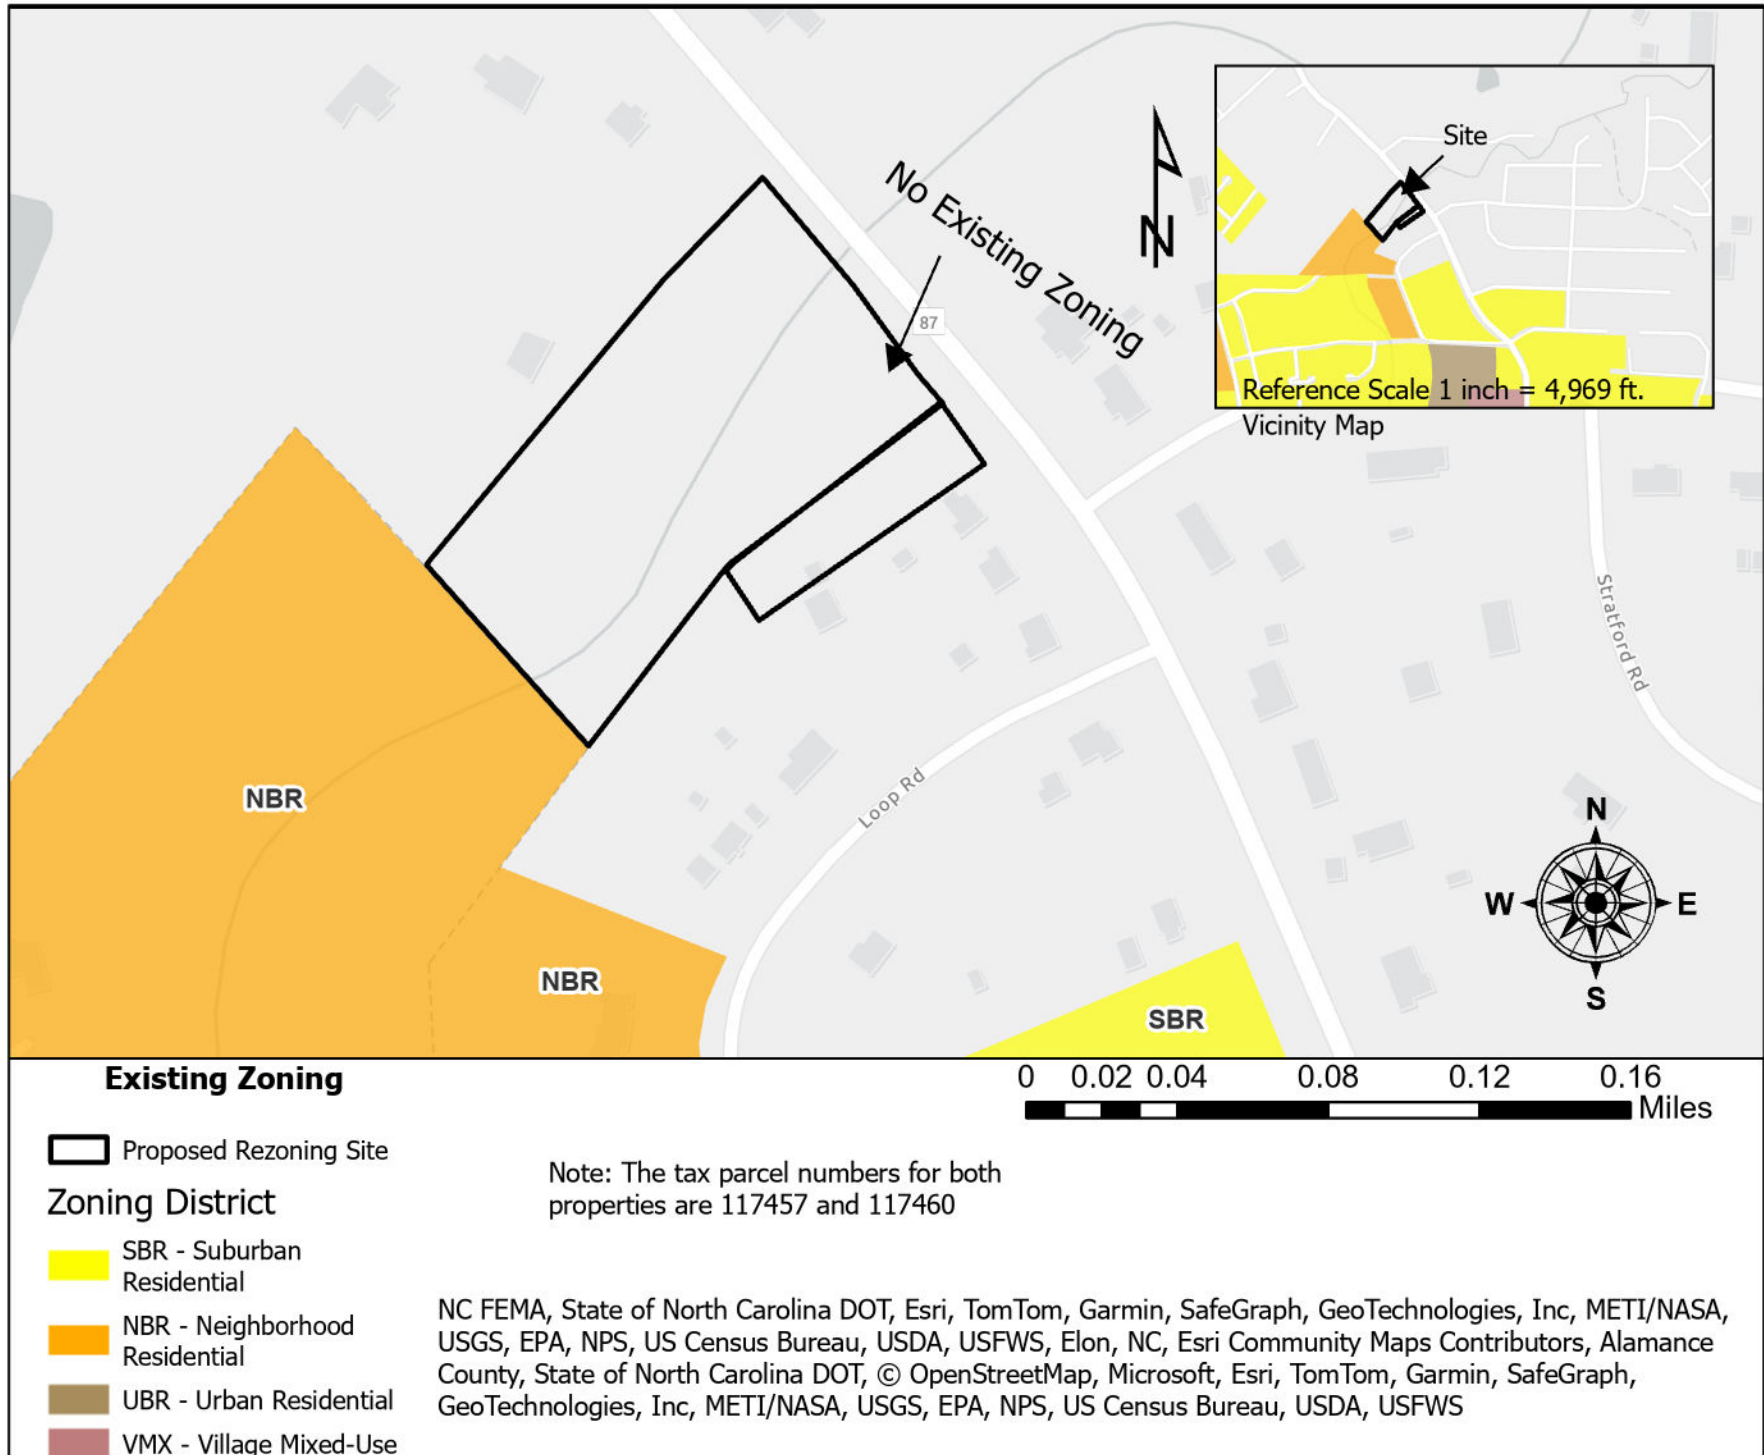 No Existing Zoning
87
N
Site
Reference Scale 1 inch = 4,969 ft.
Vicinity Map
Stratford Rd
Loop Rd
NBR
NBR
SBR
N
W
E
S
Existing Zoning
0 0.02 0.04 0.08 0.12 0.16
Miles
Proposed Rezoning Site
Note: The tax parcel numbers for both
properties are 117457 and 117460
Zoning District
SBR - Suburban
Residential
NBR - Neighborhood
Residential
UBR - Urban Residential
VMX - Village Mixed-Use
NC FEMA, State of North Carolina DOT, Esri, TomTom, Garmin, SafeGraph, GeoTechnologies, Inc, METI/NASA,
USGS, EPA, NPS, US Census Bureau, USDA, USFWS, Elon, NC, Esri Community Maps Contributors, Alamance
County, State of North Carolina DOT, © OpenStreetMap, Microsoft, Esri, TomTom, Garmin, SafeGraph,
GeoTechnologies, Inc, METI/NASA, USGS, EPA, NPS, US Census Bureau, USDA, USFWS